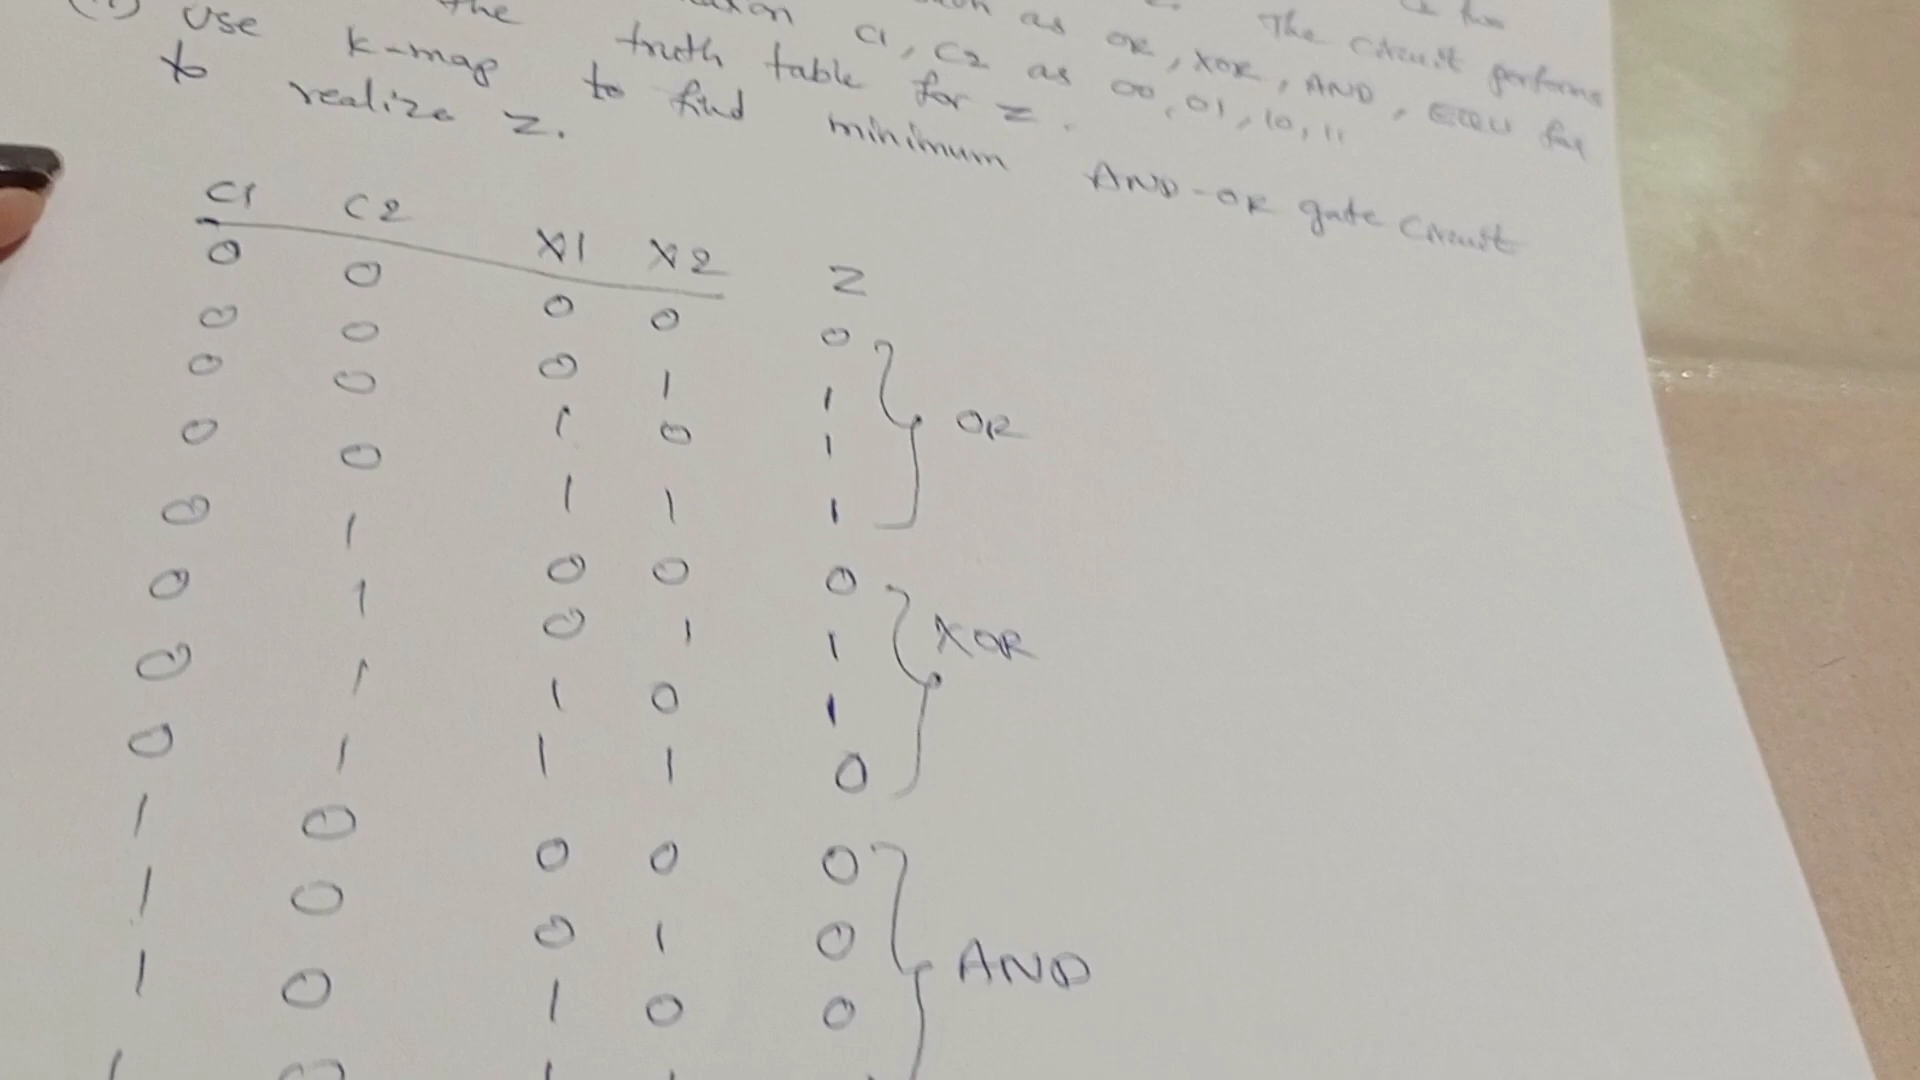 the C1, C2 as OR, XOR, AND, EQU for
The circuit performs
truth table for Z. as 00, 01, 10, 11
(ii) Use K-map to find minimum AND-OR gate circuit
to realize Z.
C1 C2 X1 X2 Z
0 0 0 0 0
0 0 0 1 1
0 0 1 0 1
0 0 1 1 1
OR
0 1 0 0 0
0 1 0 1 1
0 1 1 0 1
0 1 1 1 0
XOR
1 0 0 0 0
1 0 0 1 0
1 0 1 0 0
AND
1 0 1 1